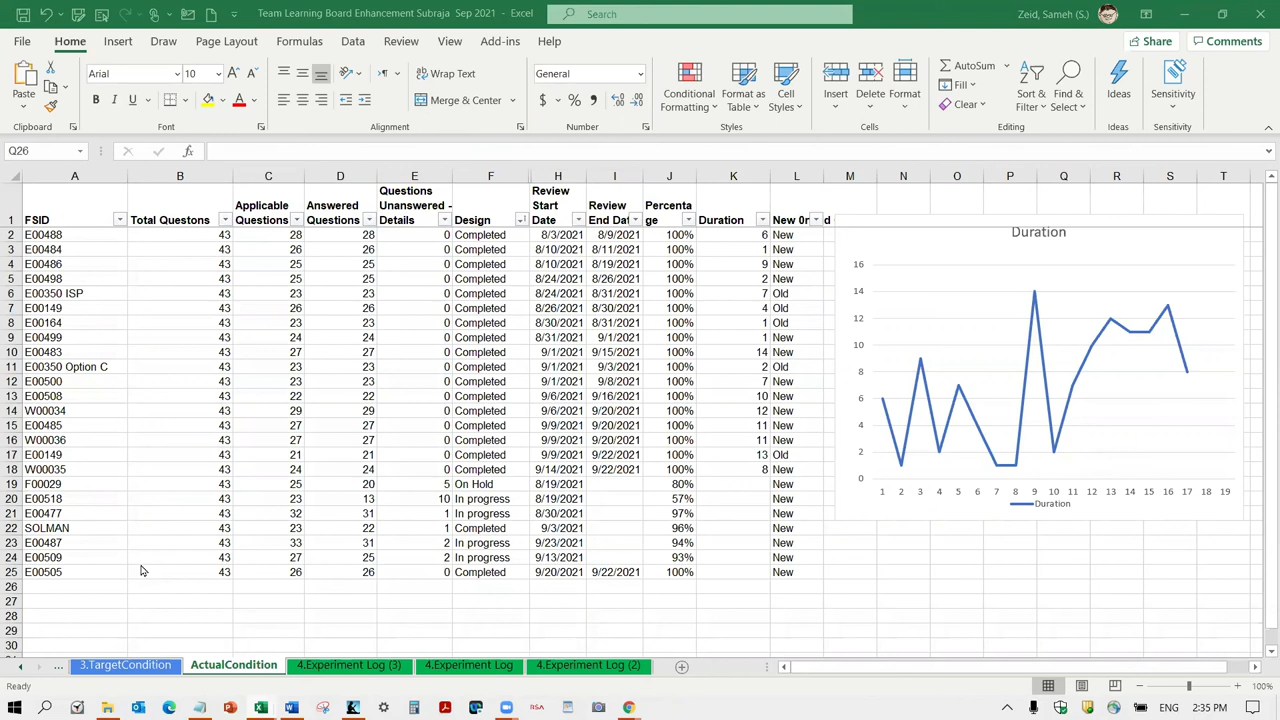 Team Learning Board Enhancement Subraja Sep 2021 - Excel
Search
Zeid, Sameh (S.)
File Home Insert Draw Page Layout Formulas Data Review View Add-ins Help
Share Comments
Paste
Clipboard
Arial 10
B I U
Font
Wrap Text
Merge & Center
Alignment
General
$ % 9
Number
Conditional Formatting
Format as Table
Cell Styles
Styles
Insert Delete Format
Cells
AutoSum
Fill
Clear
Sort & Filter
Find & Select
Editing
Ideas
Ideas
Sensitivity
Sensitivity
Q26 fx
A B C D E F H I J K L M N O P Q R S T
1 FSID Total Questons Applicable Questions Answered Questions Questions Unanswered - Details Design Review Start Date Review End Dat Percenta ge Duration New 0r d
2 E00488 43 28 28 0 Completed 8/3/2021 8/9/2021 100% 6 New
3 E00484 43 26 26 0 Completed 8/10/2021 8/11/2021 100% 1 New
4 E00486 43 25 25 0 Completed 8/10/2021 8/19/2021 100% 9 New
5 E00498 43 25 25 0 Completed 8/24/2021 8/26/2021 100% 2 New
6 E00350 ISP 43 23 23 0 Completed 8/24/2021 8/31/2021 100% 7 Old
7 E00149 43 26 26 0 Completed 8/26/2021 8/30/2021 100% 4 Old
8 E00164 43 23 23 0 Completed 8/30/2021 8/31/2021 100% 1 Old
9 E00499 43 24 24 0 Completed 8/31/2021 9/1/2021 100% 1 New
10 E00483 43 27 27 0 Completed 9/1/2021 9/15/2021 100% 14 New
11 E00350 Option C 43 23 23 0 Completed 9/1/2021 9/3/2021 100% 2 Old
12 E00500 43 23 23 0 Completed 9/1/2021 9/8/2021 100% 7 New
13 E00508 43 22 22 0 Completed 9/6/2021 9/16/2021 100% 10 New
14 W00034 43 29 29 0 Completed 9/6/2021 9/20/2021 100% 12 New
15 E00485 43 27 27 0 Completed 9/9/2021 9/20/2021 100% 11 New
16 W00036 43 27 27 0 Completed 9/9/2021 9/20/2021 100% 11 New
17 E00149 43 21 21 0 Completed 9/9/2021 9/22/2021 100% 13 Old
18 W00035 43 24 24 0 Completed 9/14/2021 9/22/2021 100% 8 New
19 F00029 43 25 20 5 On Hold 8/19/2021 80% New
20 E00518 43 23 13 10 In progress 8/19/2021 57% New
21 E00477 43 32 31 1 In progress 8/30/2021 97% New
22 SOLMAN 43 23 22 1 Completed 9/3/2021 96% New
23 E00487 43 33 31 2 In progress 9/23/2021 94% New
24 E00509 43 27 25 2 In progress 9/13/2021 93% New
25 E00505 43 26 26 0 Completed 9/20/2021 9/22/2021 100% New
26
27
28
29
30
Duration
16
14
12
10
8
6
4
2
0
1 2 3 4 5 6 7 8 9 10 11 12 13 14 15 16 17 18 19
Duration
... 3.TargetCondition ActualCondition 4.Experiment Log (3) 4.Experiment Log 4.Experiment Log (2)
Ready
100%
RSA
2:35 PM